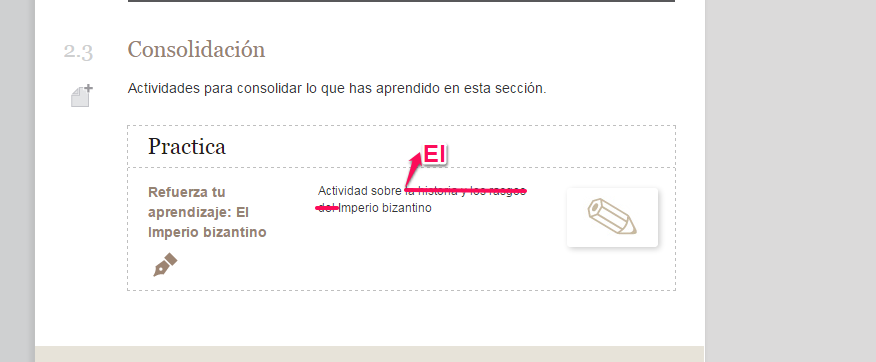 2.3 Consolidación
Actividades para consolidar lo que has aprendido en esta sección.
Practica
El
Refuerza tu
aprendizaje: El
Imperio bizantino
Actividad sobre la historia y los rasgos
del Imperio bizantino